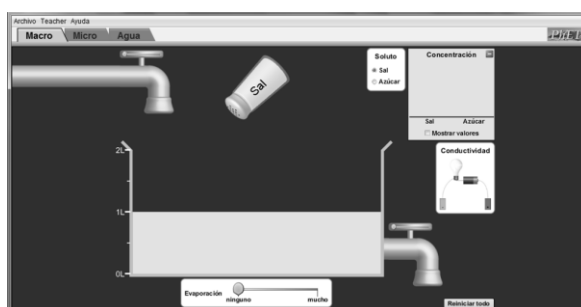 Archivo Teacher Ayuda
Macro Micro Agua
PhET
Soluto
Sal
Azúcar
Concentración
Sal Azúcar
Mostrar valores
Sal
Conductividad
2L
1L
0L
Evaporación
ninguno mucho
Reiniciar todo